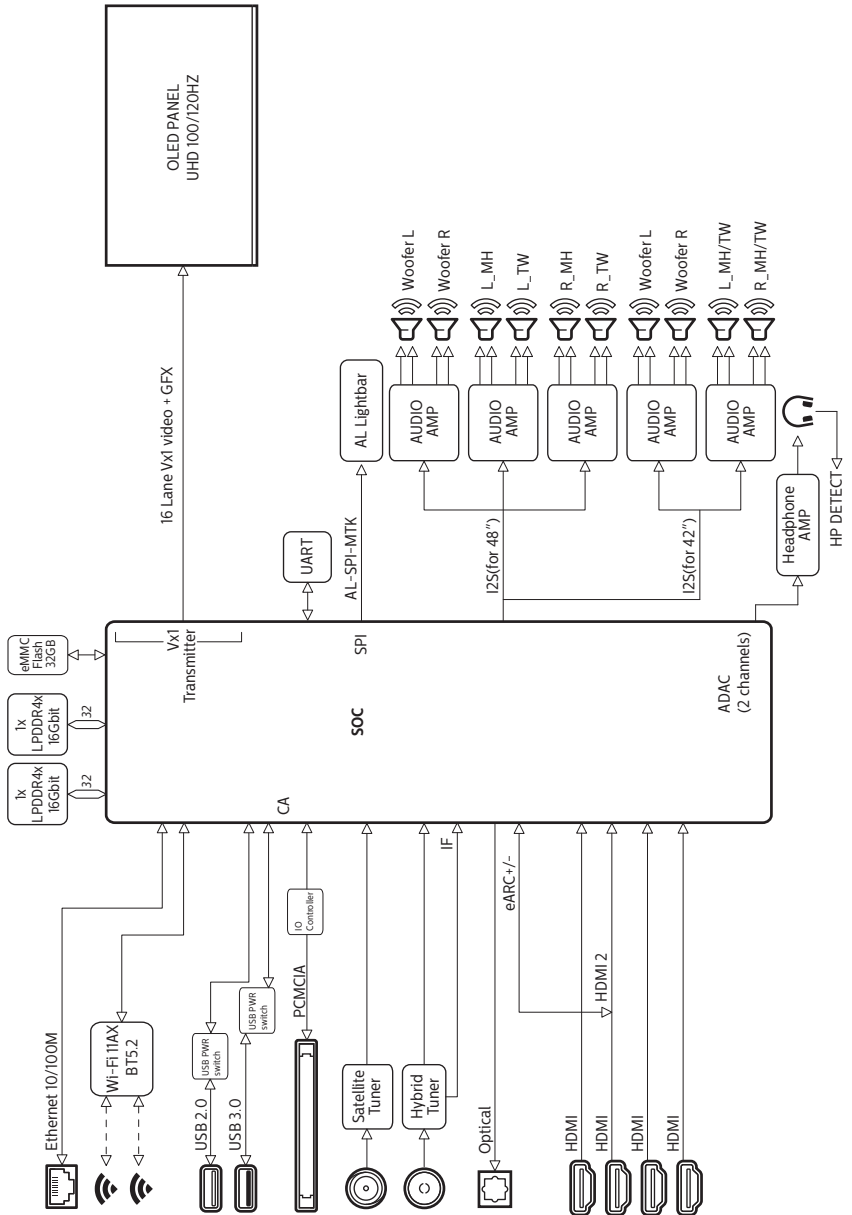 OLED PANEL
UHD 100/120HZ
16 Lane Vx1 video + GFX
eMMC
Flash
32GB
1x
LPDDR4x
16Gbit
32
1x
LPDDR4x
16Gbit
32
Vx1
Transmitter
UART
AL-SPI-MTK
AL Lightbar
SPI
SOC
CA
I2S(for 48")
I2S(for 42")
AUDIO
AMP
Woofer L
Woofer R
AUDIO
AMP
L_MH
L_TW
AUDIO
AMP
R_MH
R_TW
AUDIO
AMP
Woofer L
Woofer R
AUDIO
AMP
L_MH/TW
R_MH/TW
ADAC
(2 channels)
Headphone
AMP
HP DETECT
Ethernet 10/100M
Wi-Fi 11AX
BT5.2
USB 2.0
USB PWR
switch
USB 3.0
USB PWR
switch
PCMCIA
IO
Controller
Satellite
Tuner
Hybrid
Tuner
IF
Optical
eARC+/-
HDMI 2
HDMI
HDMI
HDMI
HDMI